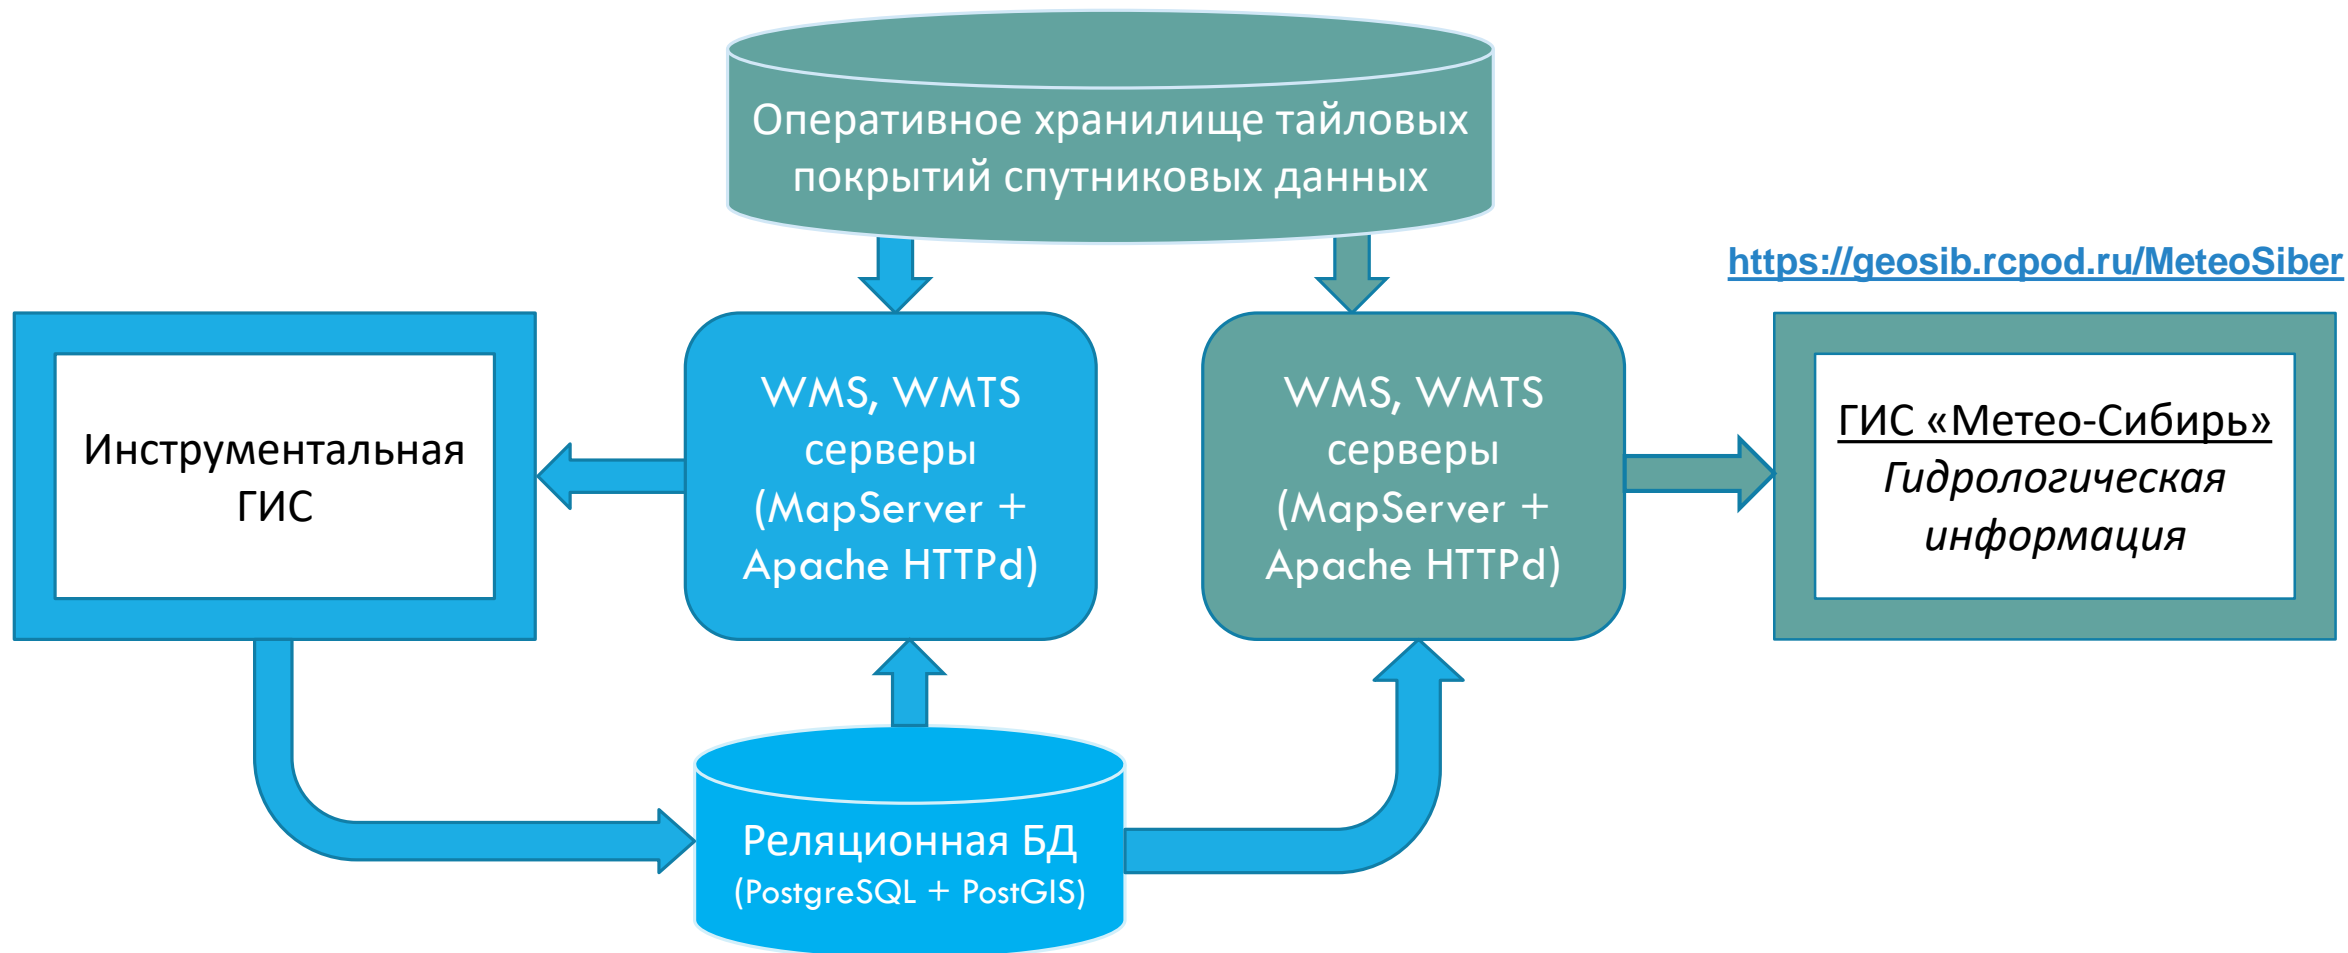 Оперативное хранилище тайловых
покрытий спутниковых данных
https://geosib.rcpod.ru/MeteoSiber
Инструментальная
ГИС
WMS, WMTS
серверы
(MapServer +
Apache HTTPd)
WMS, WMTS
серверы
(MapServer +
Apache HTTPd)
ГИС «Метео-Сибирь»
Гидрологическая
информация
Реляционная БД
(PostgreSQL + PostGIS)